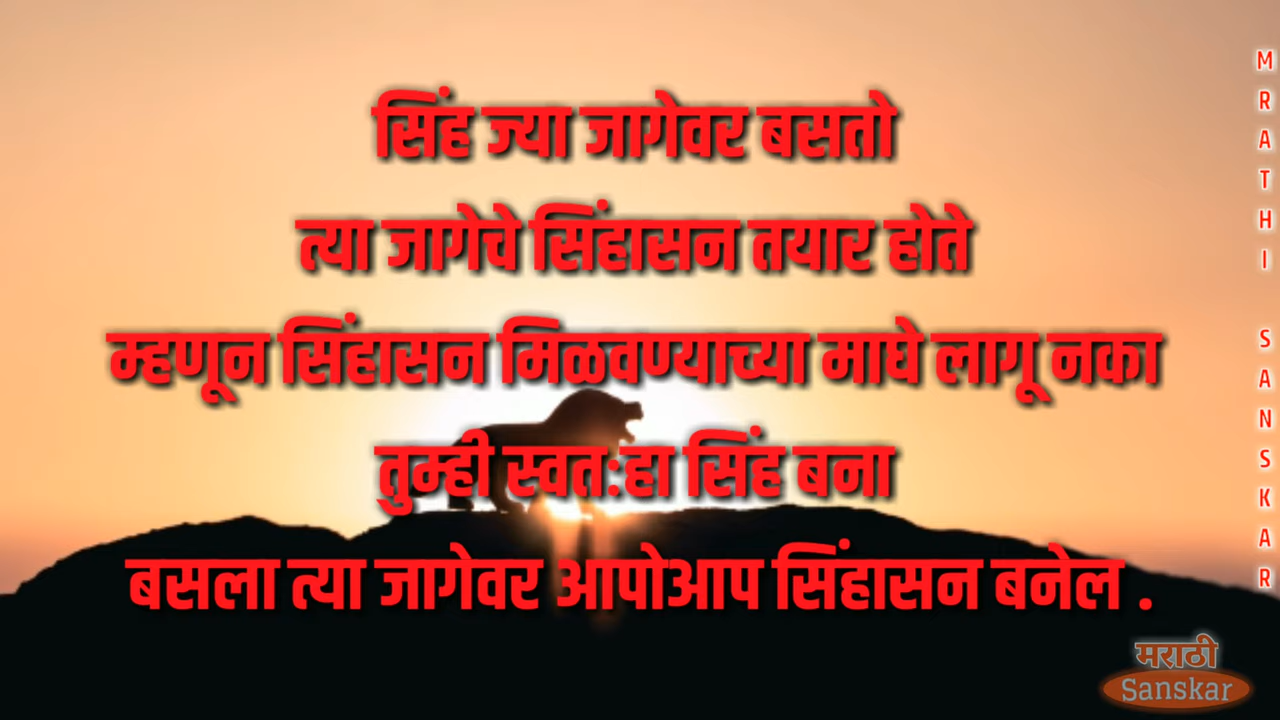 सिंह ज्या जागेवर बसतो
त्या जागेचे सिंहासन तयार होते
म्हणून सिंहासन मिळवण्याच्या माघे लागू नका
तुम्ही स्वतःहा सिंह बना
बसला त्या जागेवर आपोआप सिंहासन बनेल .
MRATHI SANSKAR
मराठी
Sanskar